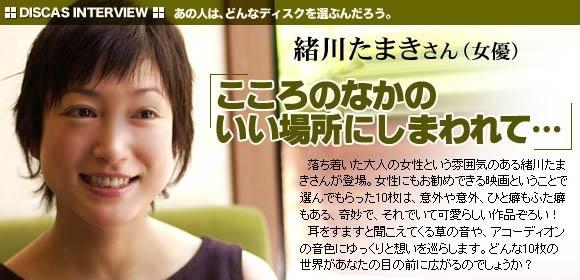 DISCAS INTERVIEW あの人は、どんなディスクを選ぶんだろう。
緒川たまきさん（女優）
「こころのなかの
いい場所にしまわれて…」
落ち着いた大人の女性という雰囲気のある緒川たま
きさんが登場。女性にもお勧めできる映画ということで
選んでもらった10枚は、意外や意外、ひと癖もふた癖
もある、奇妙で、それでいて可愛らしい作品ぞろい！
耳をすますと聞こえてくる草の音や、アコーディオン
の音色にゆっくりと想いを巡らします。どんな10枚の
世界があなたの目の前に広がるのでしょうか？